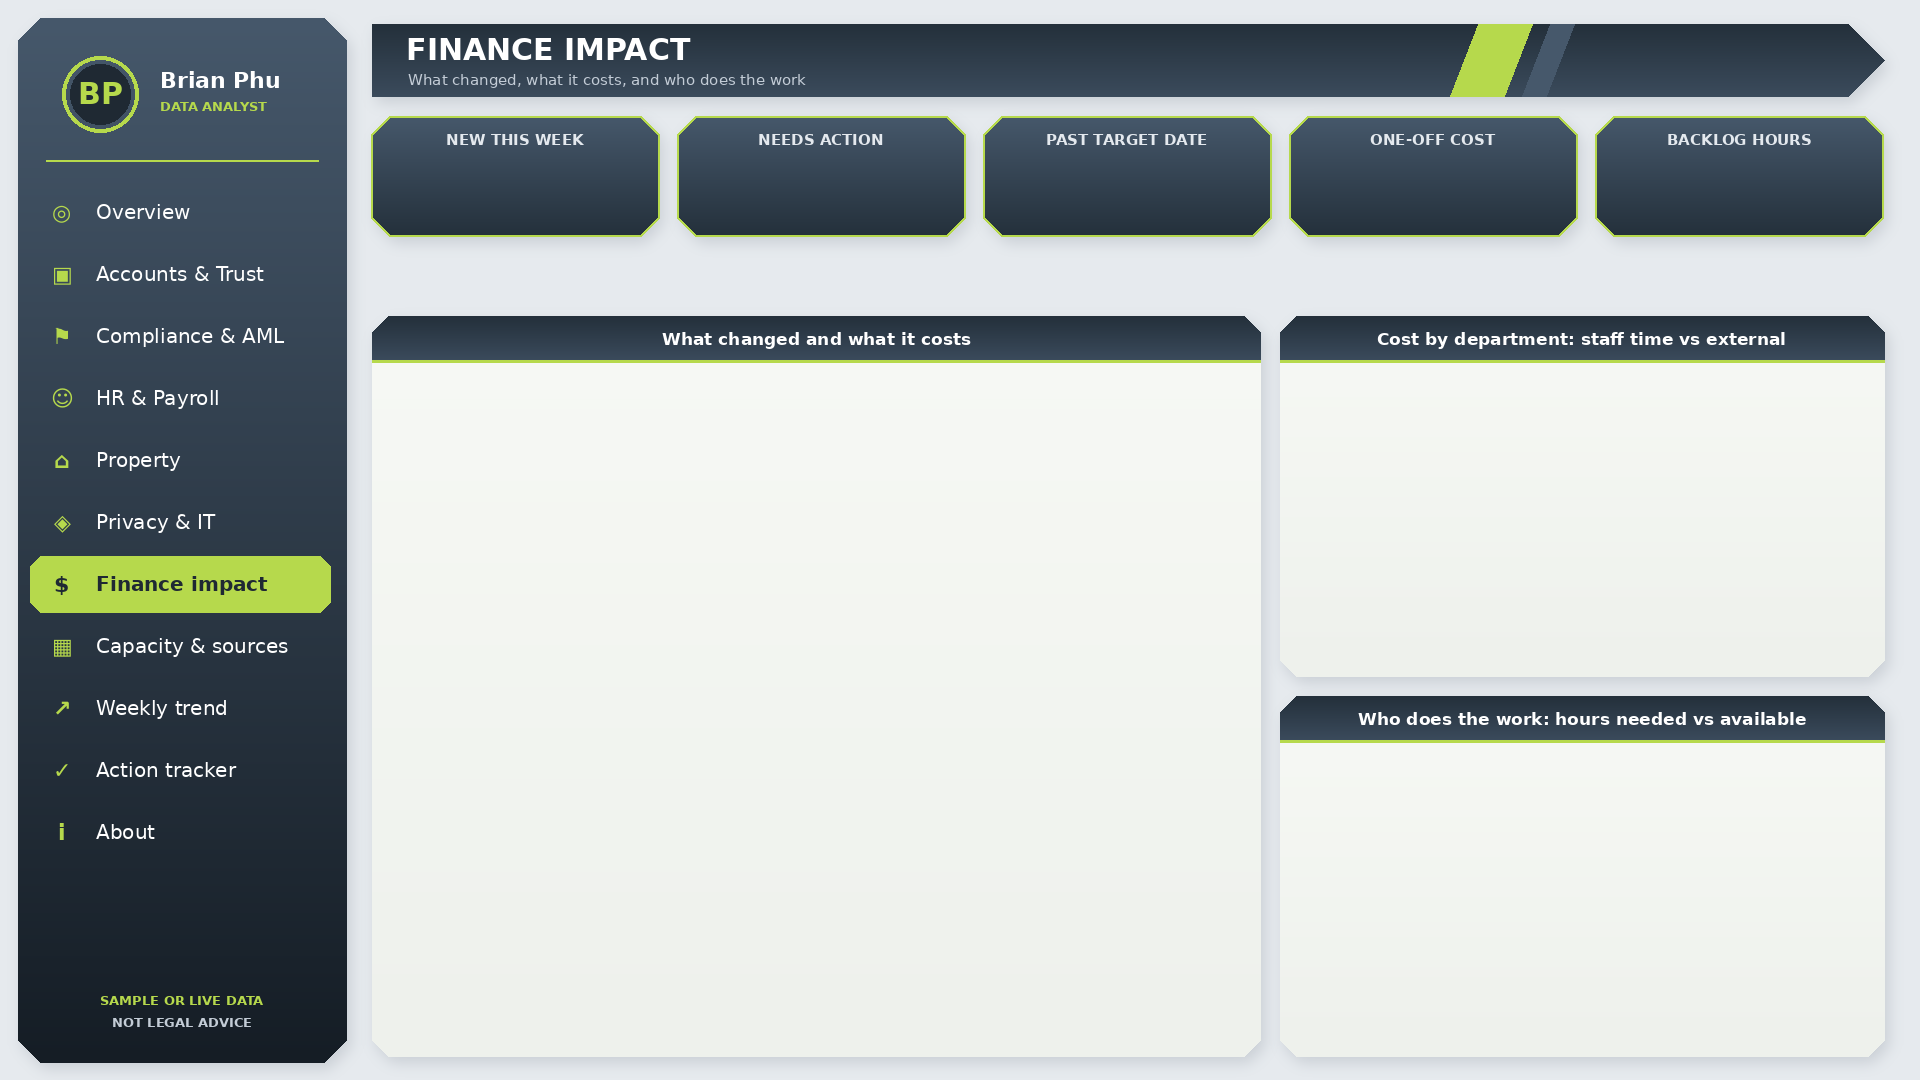 BP
Brian Phu
DATA ANALYST
Overview
Accounts & Trust
Compliance & AML
HR & Payroll
Property
Privacy & IT
$ Finance impact
Capacity & sources
Weekly trend
Action tracker
i About
SAMPLE OR LIVE DATA
NOT LEGAL ADVICE
FINANCE IMPACT
What changed, what it costs, and who does the work
NEW THIS WEEK
NEEDS ACTION
PAST TARGET DATE
ONE-OFF COST
BACKLOG HOURS
What changed and what it costs
Cost by department: staff time vs external
Who does the work: hours needed vs available